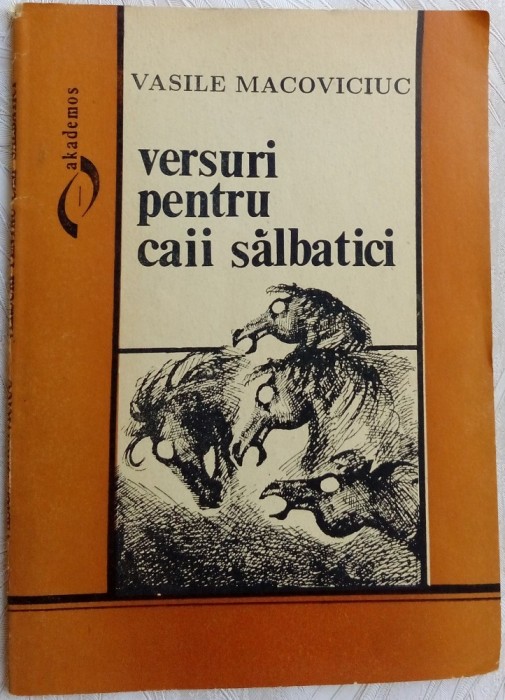 VASILE MACOVICIUC
versuri
pentru
caii sălbatici
akademos